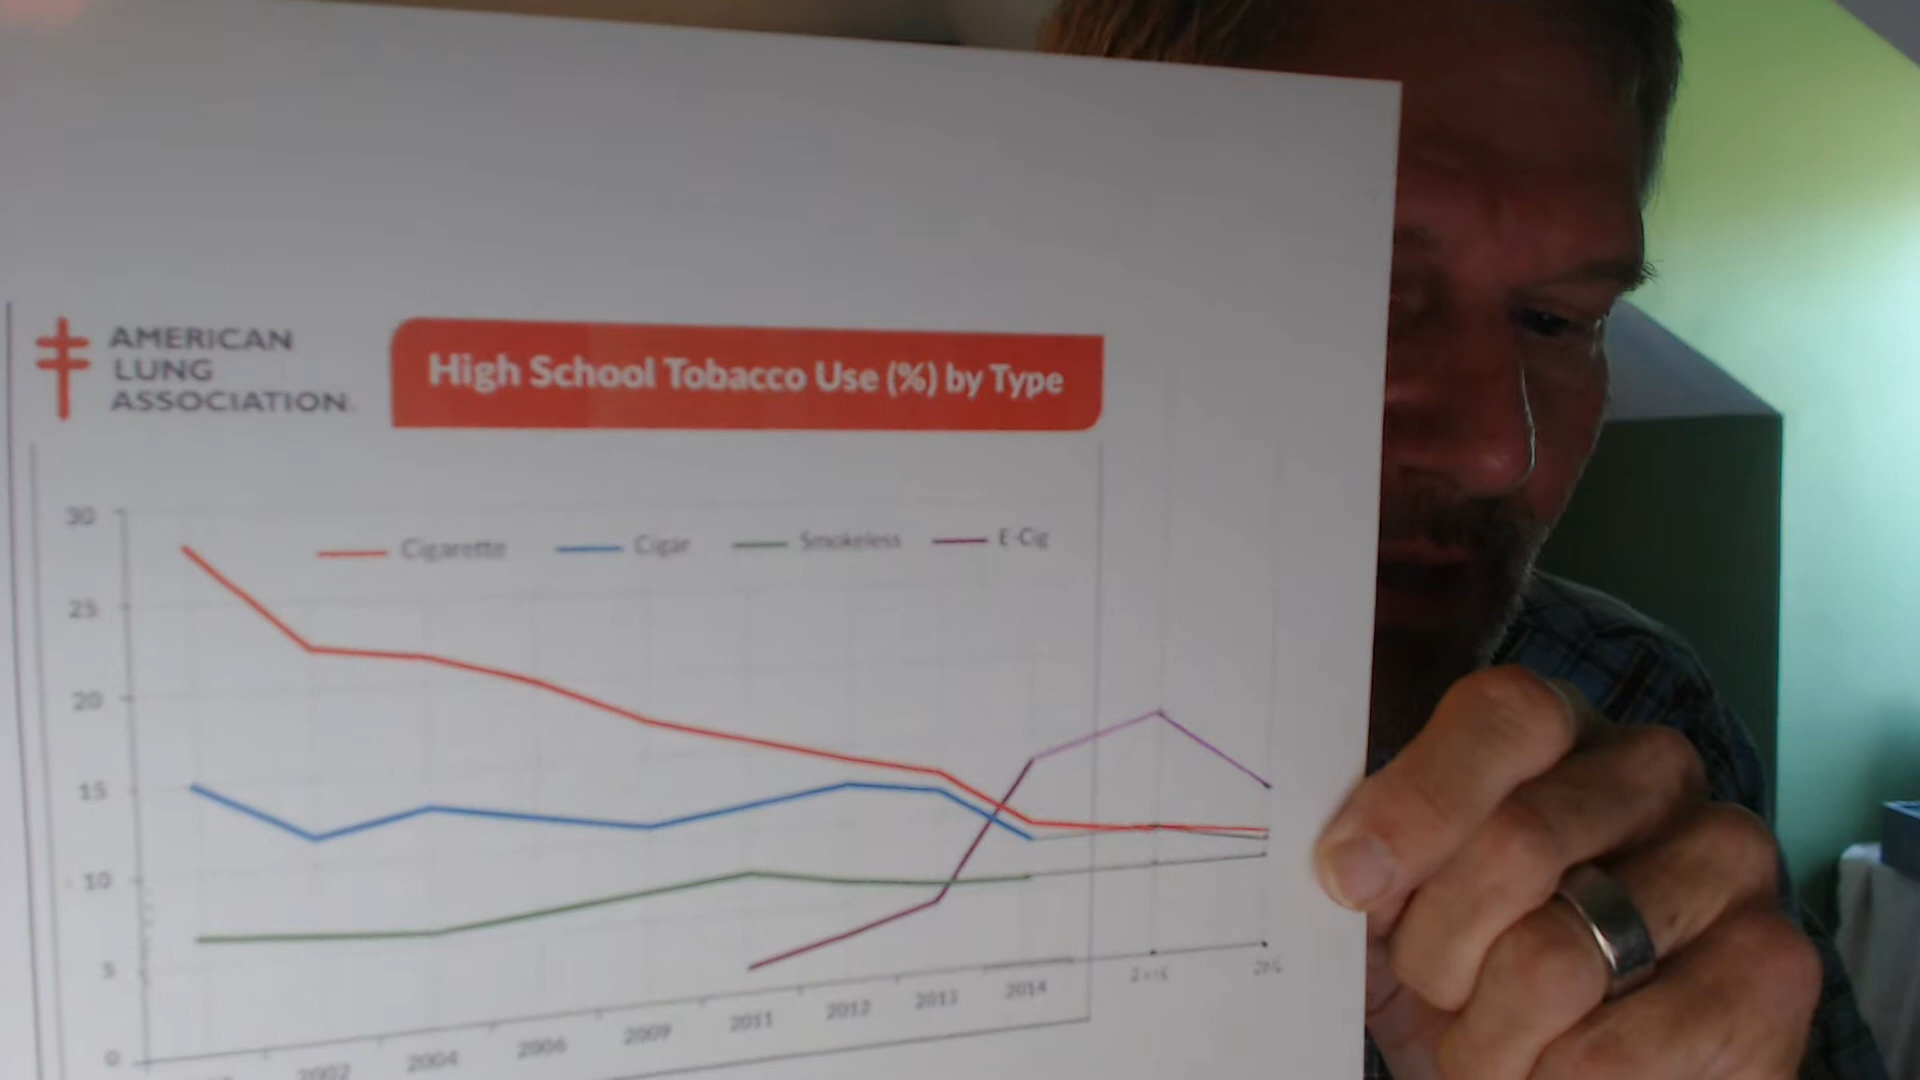 AMERICAN
LUNG
ASSOCIATION
High School Tobacco Use (%) by Type
30
Cigarette Cigar Smokeless E-Cig
25
20
15
10
5
0
2002 2004 2006 2009 2011 2012 2013 2014